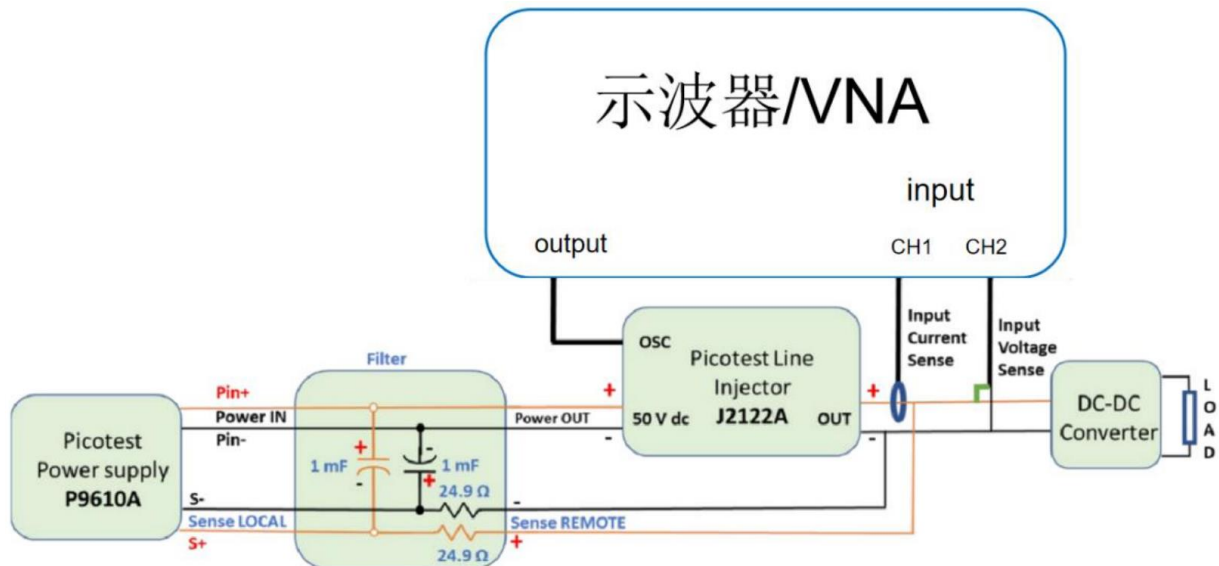 示波器/VNA
input
output
CH1
CH2
Input
Current
Sense
Input
Voltage
Sense
OSC
Picotest Line
Injector
J2122A
50 V dc
OUT
+
-
+
-
Filter
Pin+
Power IN
Pin-
Power OUT
Picotest
Power supply
P9610A
+
1 mF
-
-
1 mF
+
24.9 Ω
S-
-
Sense LOCAL
Sense REMOTE
S+
+
24.9 Ω
DC-DC
Converter
L
O
A
D